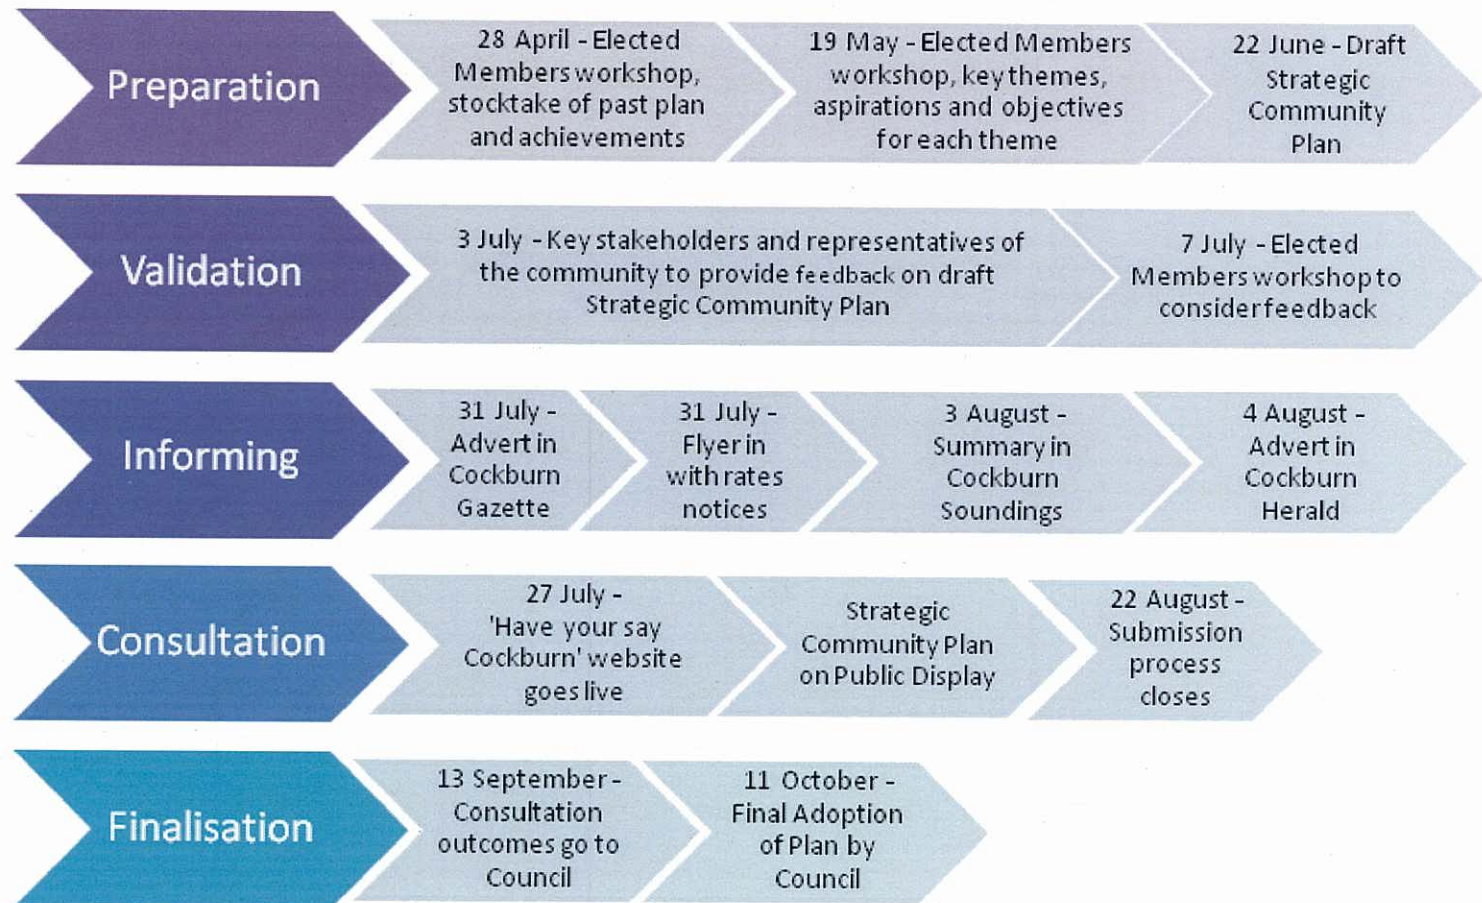 Preparation
28 April - Elected
Members workshop,
stocktake of past plan
and achievements
19 May - Elected Members
workshop, key themes,
aspirations and objectives
for each theme
22 June - Draft
Strategic
Community
Plan
Validation
3 July - Key stakeholders and representatives of
the community to provide feedback on draft
Strategic Community Plan
7 July - Elected
Members workshop to
consider feedback
Informing
31 July -
Advert in
Cockburn
Gazette
31 July -
Flyer in
with rates
notices
3 August -
Summary in
Cockburn
Soundings
4 August -
Advert in
Cockburn
Herald
Consultation
27 July -
'Have your say
Cockburn' website
goes live
Strategic
Community Plan
on Public Display
22 August -
Submission
process
closes
Finalisation
13 September -
Consultation
outcomes go to
Council
11 October -
Final Adoption
of Plan by
Council